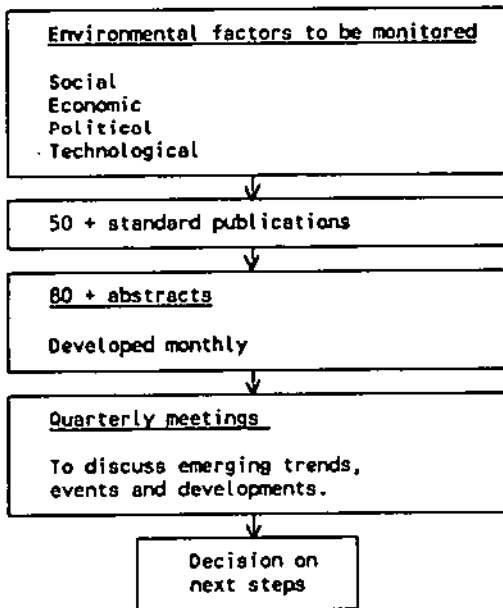 Environmental factors to be monitored
Social
Economic
Political
Technological
50 + standard publications
80 + abstracts
Developed monthly
Quarterly meetings
To discuss emerging trends,
events and developments.
Decision on
next steps